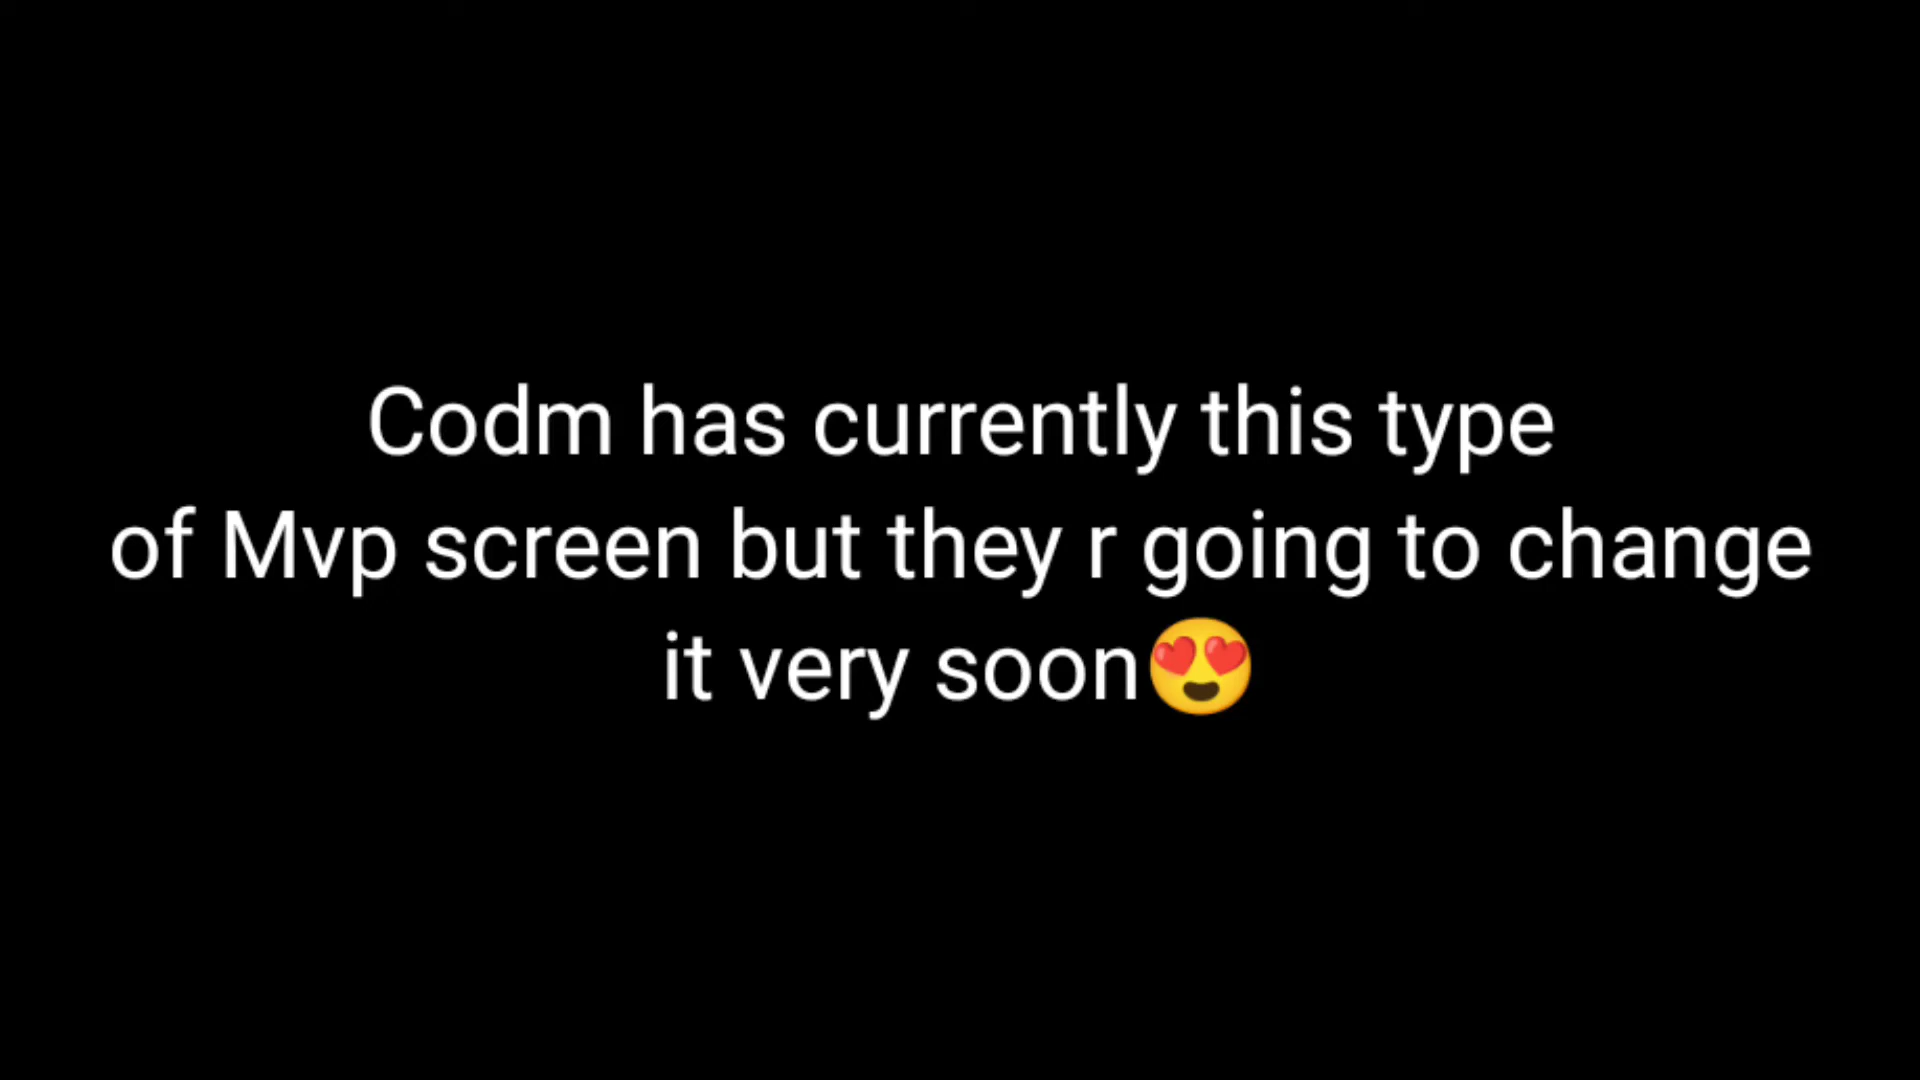 Codm has currently this type
of Mvp screen but they r going to change
it very soon😍